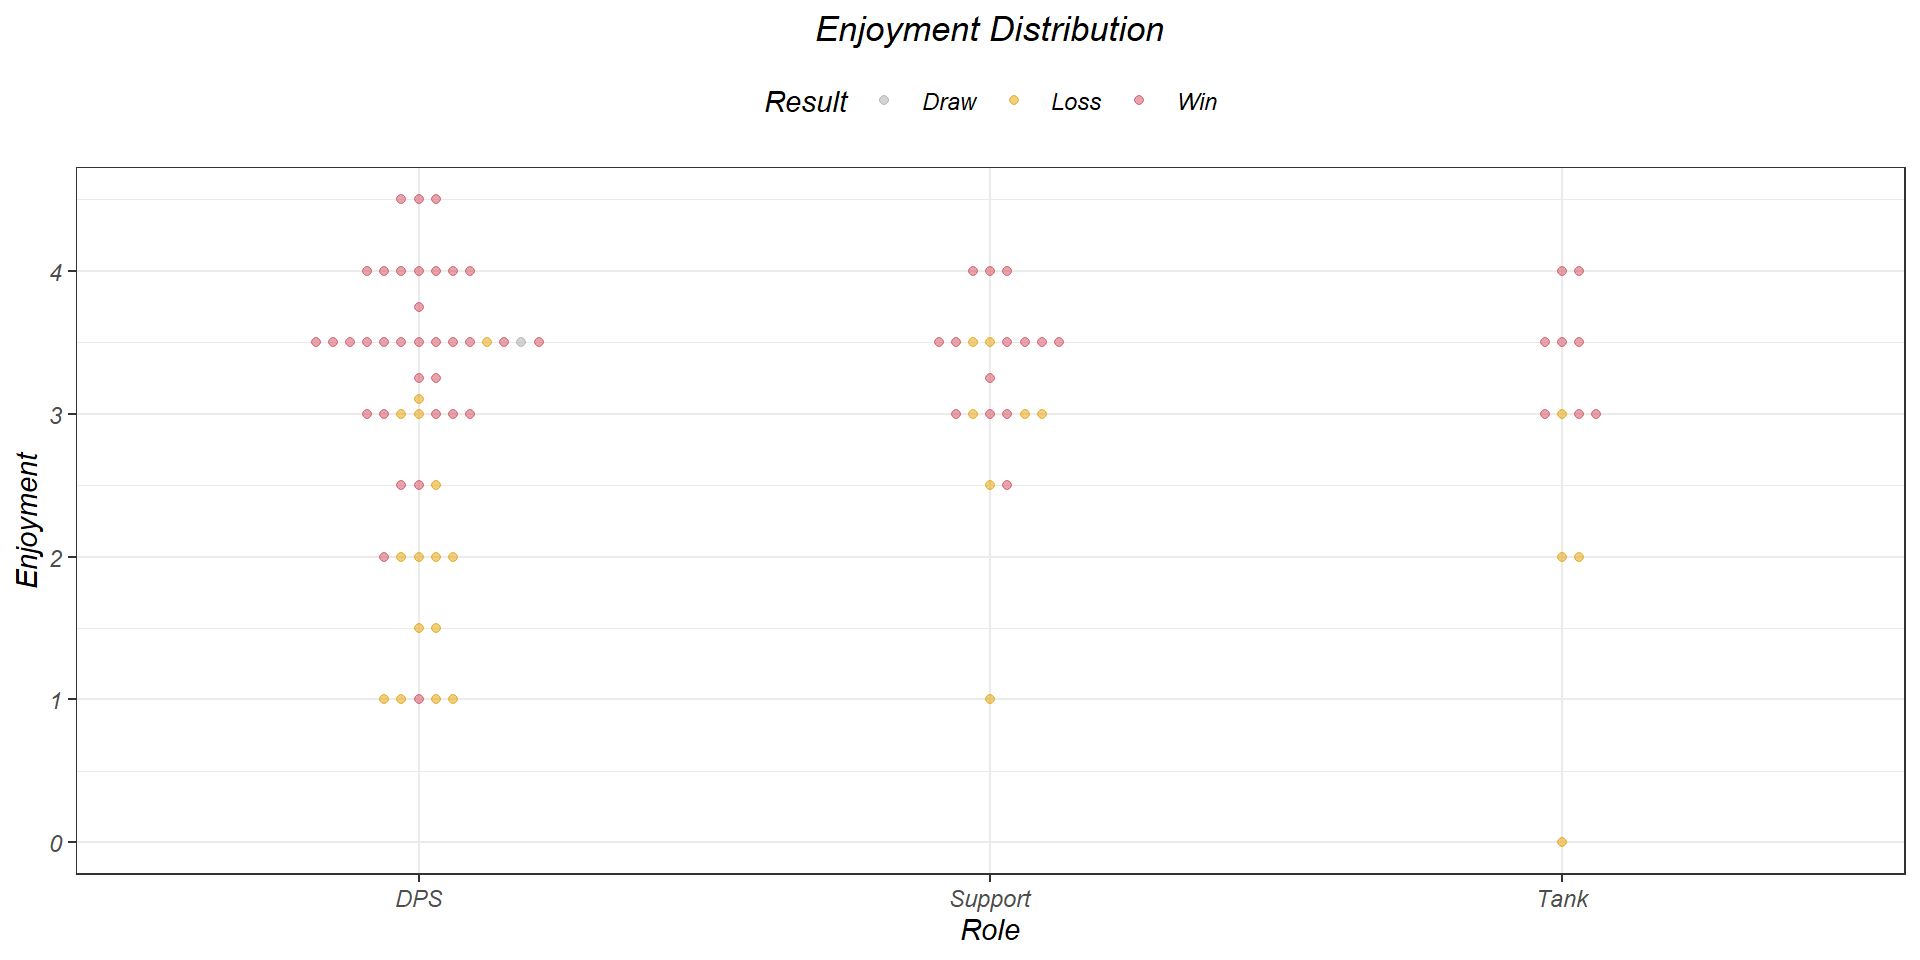 Enjoyment Distribution
Result Draw Loss Win
Enjoyment
4
3
2
1
0
DPS Support Tank
Role